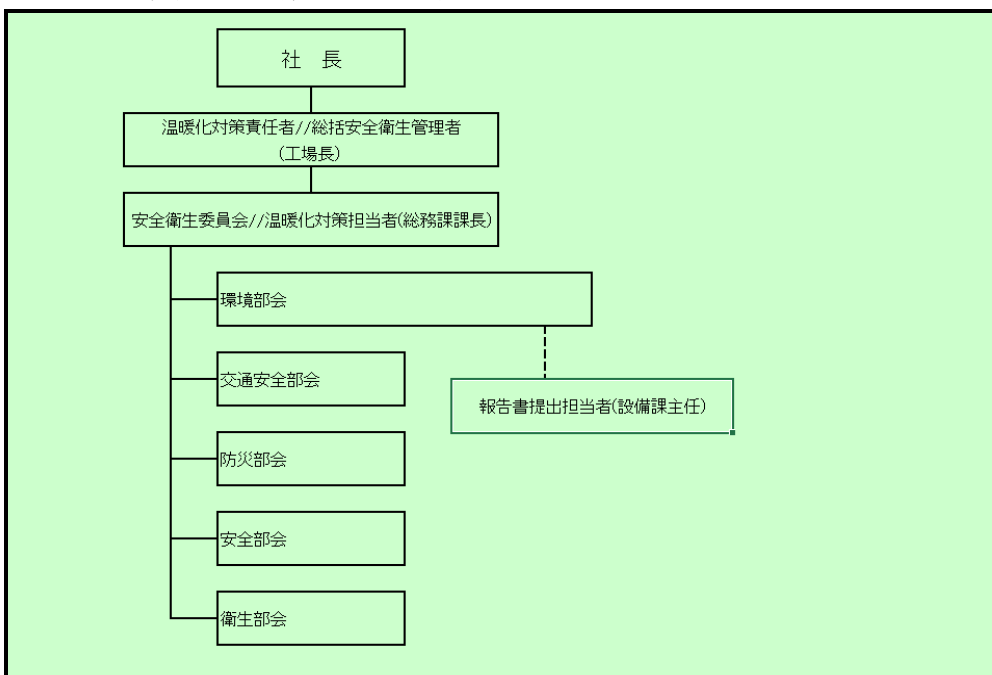 社　長
温暖化対策責任者//総括安全衛生管理者
(工場長)
安全衛生委員会//温暖化対策担当者(総務課課長)
環境部会
交通安全部会
報告書提出担当者(設備課主任)
防災部会
安全部会
衛生部会